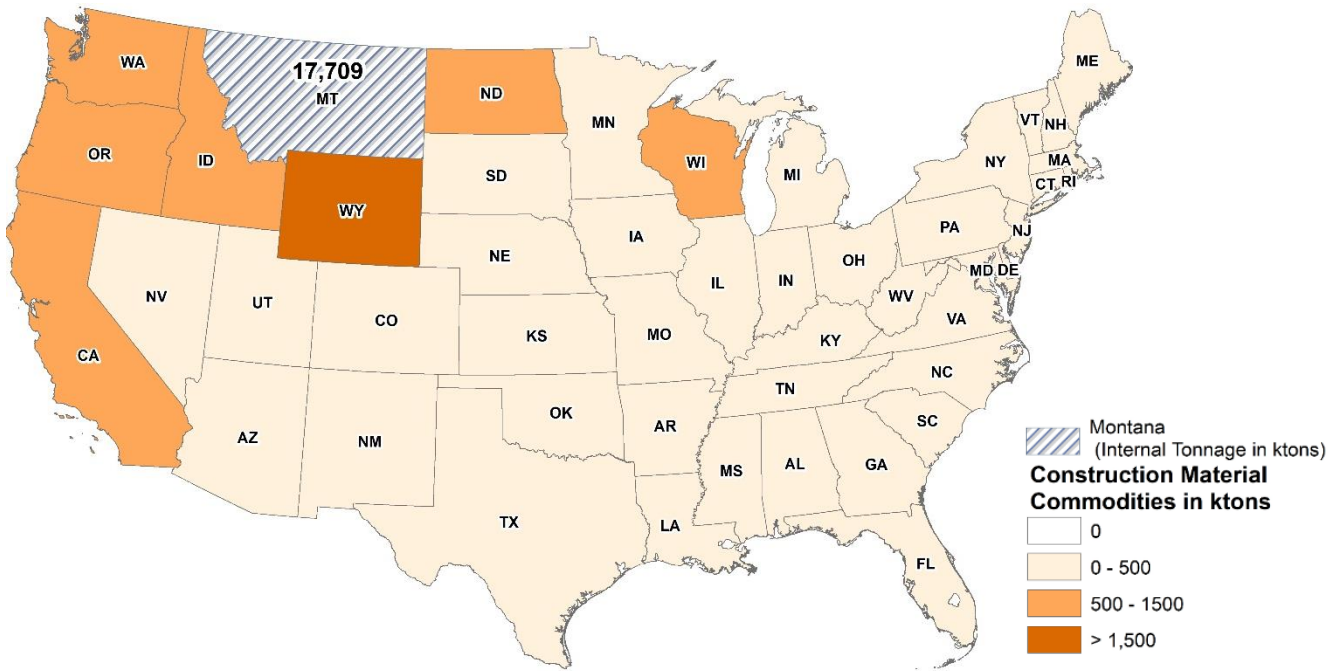 WA
17,709
MT
ND
ME
MN
VT
NH
OR
ID
WI
NY
MA
SD
MI
CT
RI
WY
PA
IA
NJ
NE
OH
MD
DE
IL
IN
NV
WV
UT
VA
CO
KS
MO
KY
CA
NC
TN
OK
AR
SC
AZ
NM
MS
AL
GA
TX
LA
FL
Montana
(Internal Tonnage in ktons)
Construction Material
Commodities in ktons
0
0 - 500
500 - 1500
> 1,500